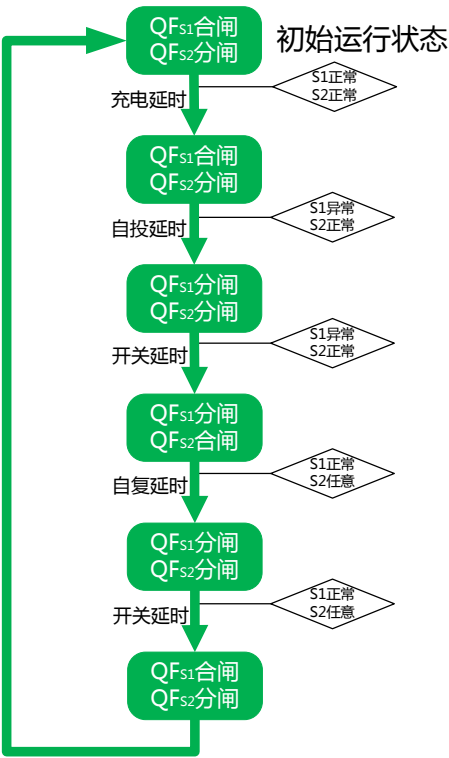 QFS1合闸
QFS2分闸
初始运行状态
S1正常
S2正常
充电延时
QFS1合闸
QFS2分闸
S1异常
S2正常
自投延时
QFS1分闸
QFS2分闸
S1异常
S2正常
开关延时
QFS1分闸
QFS2合闸
S1正常
S2任意
自复延时
QFS1分闸
QFS2分闸
S1正常
S2任意
开关延时
QFS1合闸
QFS2分闸